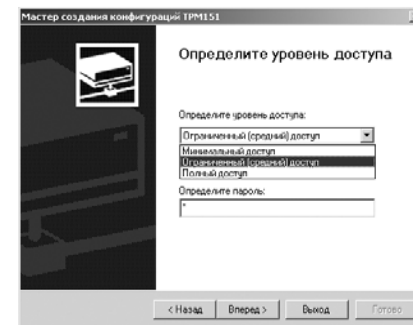 Мастер создания конфигураций ТРМ151
Определите уровень доступа
Определите уровень доступа:
Ограниченный (средний) доступ
Минимальный доступ
Ограниченный (средний) доступ
Полный доступ
Определите пароль:
*
< Назад Вперед > Выход Готово